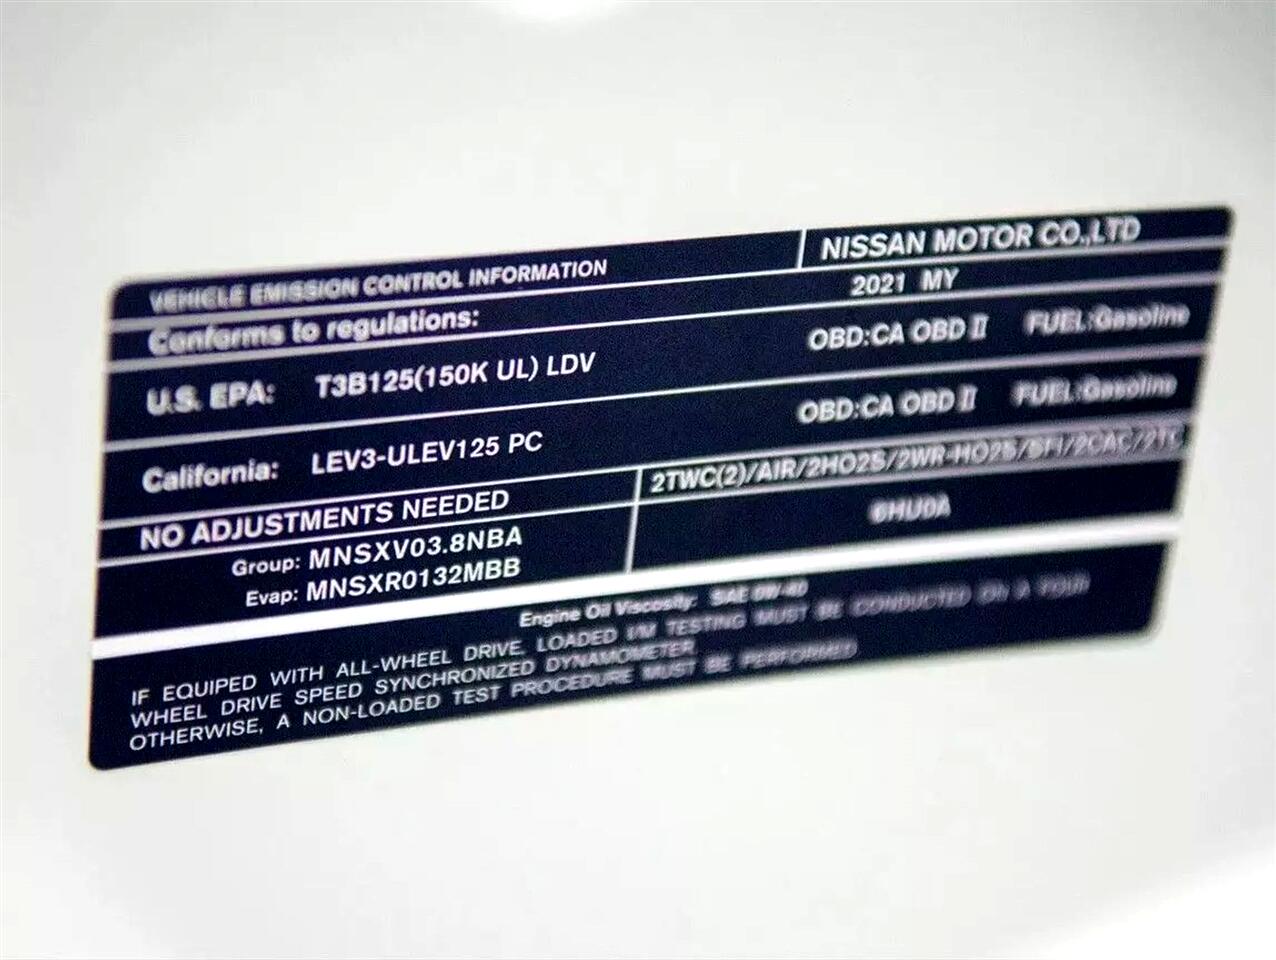 VEHICLE EMISSION CONTROL INFORMATION
NISSAN MOTOR CO.,LTD
Conforms to regulations:
2021 MY
U.S. EPA: T3B125(150K UL) LDV OBD:CA OBD II FUEL:Gasoline
California: LEV3-ULEV125 PC OBD:CA OBD II FUEL:Gasoline
NO ADJUSTMENTS NEEDED
2TWC(2)/AIR/2HO2S/2WR-HO2S/SFI/2CAC/2TC
Group: MNSXV03.8NBA
Evap: MNSXR0132MBB
Engine Oil Viscosity: SAE 0W-40
IF EQUIPED WITH ALL-WHEEL DRIVE, LOADED I/M TESTING MUST BE CONDUCTED ON A FOUR
WHEEL DRIVE SPEED SYNCHRONIZED DYNAMOMETER.
OTHERWISE, A NON-LOADED TEST PROCEDURE MUST BE PERFORMED